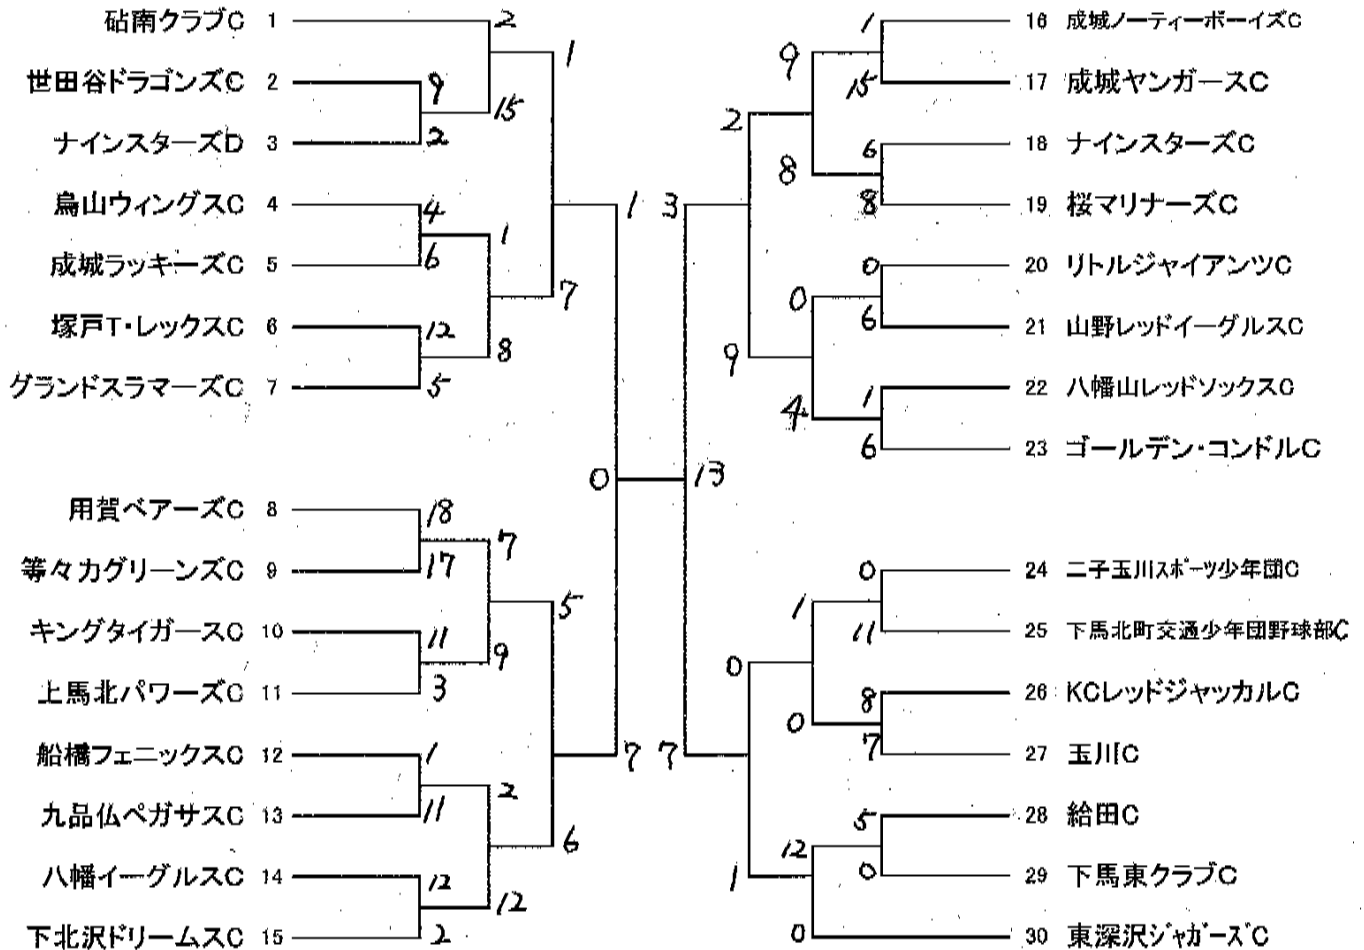 砧南クラブC 1
世田谷ドラゴンズC 2
ナインスターズD 3
烏山ウィングスC 4
成城ラッキーズC 5
塚戸T・レックスC 6
グランドスラマーズC 7
用賀ベアーズC 8
等々力グリーンズC 9
キングタイガースC 10
上馬北パワーズC 11
船橋フェニックスC 12
九品仏ペガサスC 13
八幡イーグルスC 14
下北沢ドリームスC 15
2
15
9
2
4
6
12
5
1
8
1
7
18
17
11
3
7
9
1
11
12
2
2
12
5
6
1
7
0
13
3
7
2
9
9
8
1
15
6
8
0
4
0
6
1
6
0
1
1
0
0
11
8
7
12
0
5
0
16 成城ノーティーボーイズC
17 成城ヤンガースC
18 ナインスターズC
19 桜マリナーズC
20 リトルジャイアンツC
21 山野レッドイーグルスC
22 八幡山レッドソックスC
23 ゴールデン・コンドルC
24 二子玉川スポーツ少年団C
25 下馬北町交通少年団野球部C
26 KCレッドジャッカルC
27 玉川C
28 給田C
29 下馬東クラブC
30 東深沢ジャガーズC